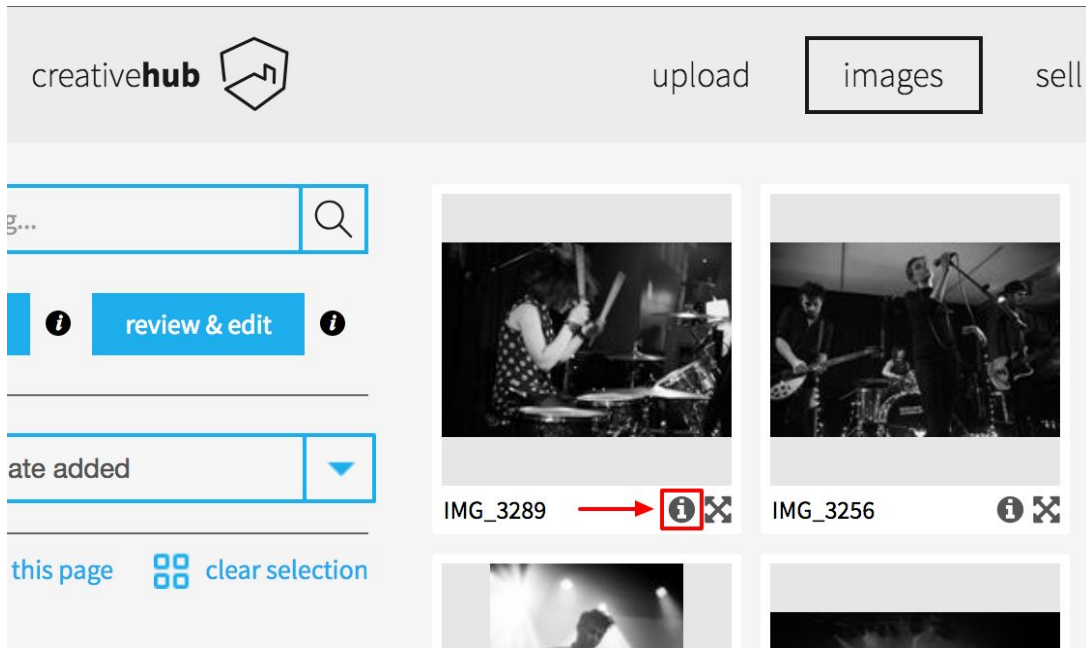 creativehub
upload
images
sell
g...
review & edit
ate added
this page
clear selection
IMG_3289
IMG_3256